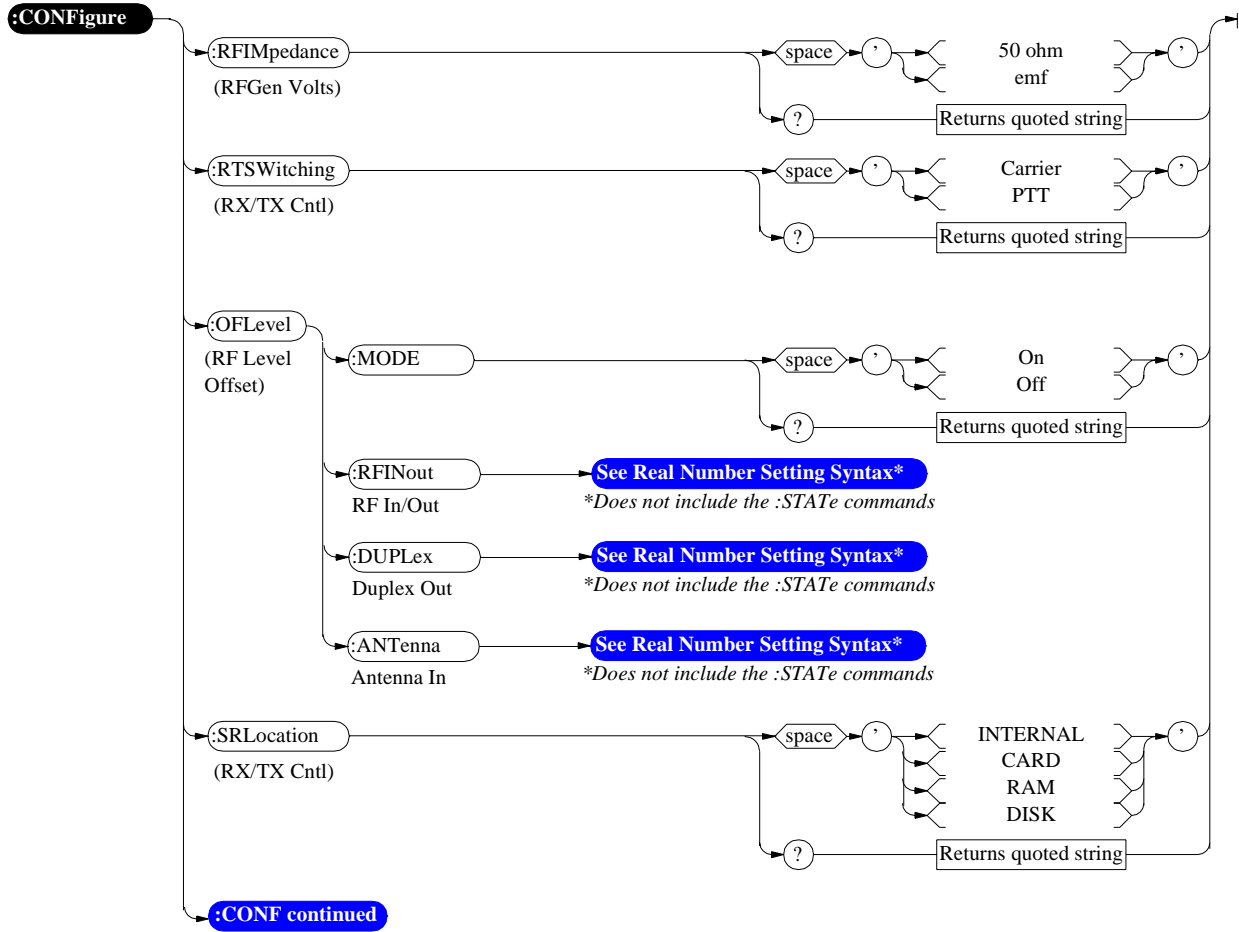 :CONFigure
:RFIMpedance
(RFGen Volts)
space
’
50 ohm
emf
’
?
Returns quoted string
:RTSWitching
(RX/TX Cntl)
space
’
Carrier
PTT
’
?
Returns quoted string
:OFLevel
(RF Level
Offset)
:MODE
space
’
On
Off
’
?
Returns quoted string
:RFINout
RF In/Out
See Real Number Setting Syntax*
*Does not include the :STATe commands
:DUPLex
Duplex Out
See Real Number Setting Syntax*
*Does not include the :STATe commands
:ANTenna
Antenna In
See Real Number Setting Syntax*
*Does not include the :STATe commands
:SRLocation
(RX/TX Cntl)
space
’
INTERNAL
CARD
RAM
DISK
’
?
Returns quoted string
:CONF continued